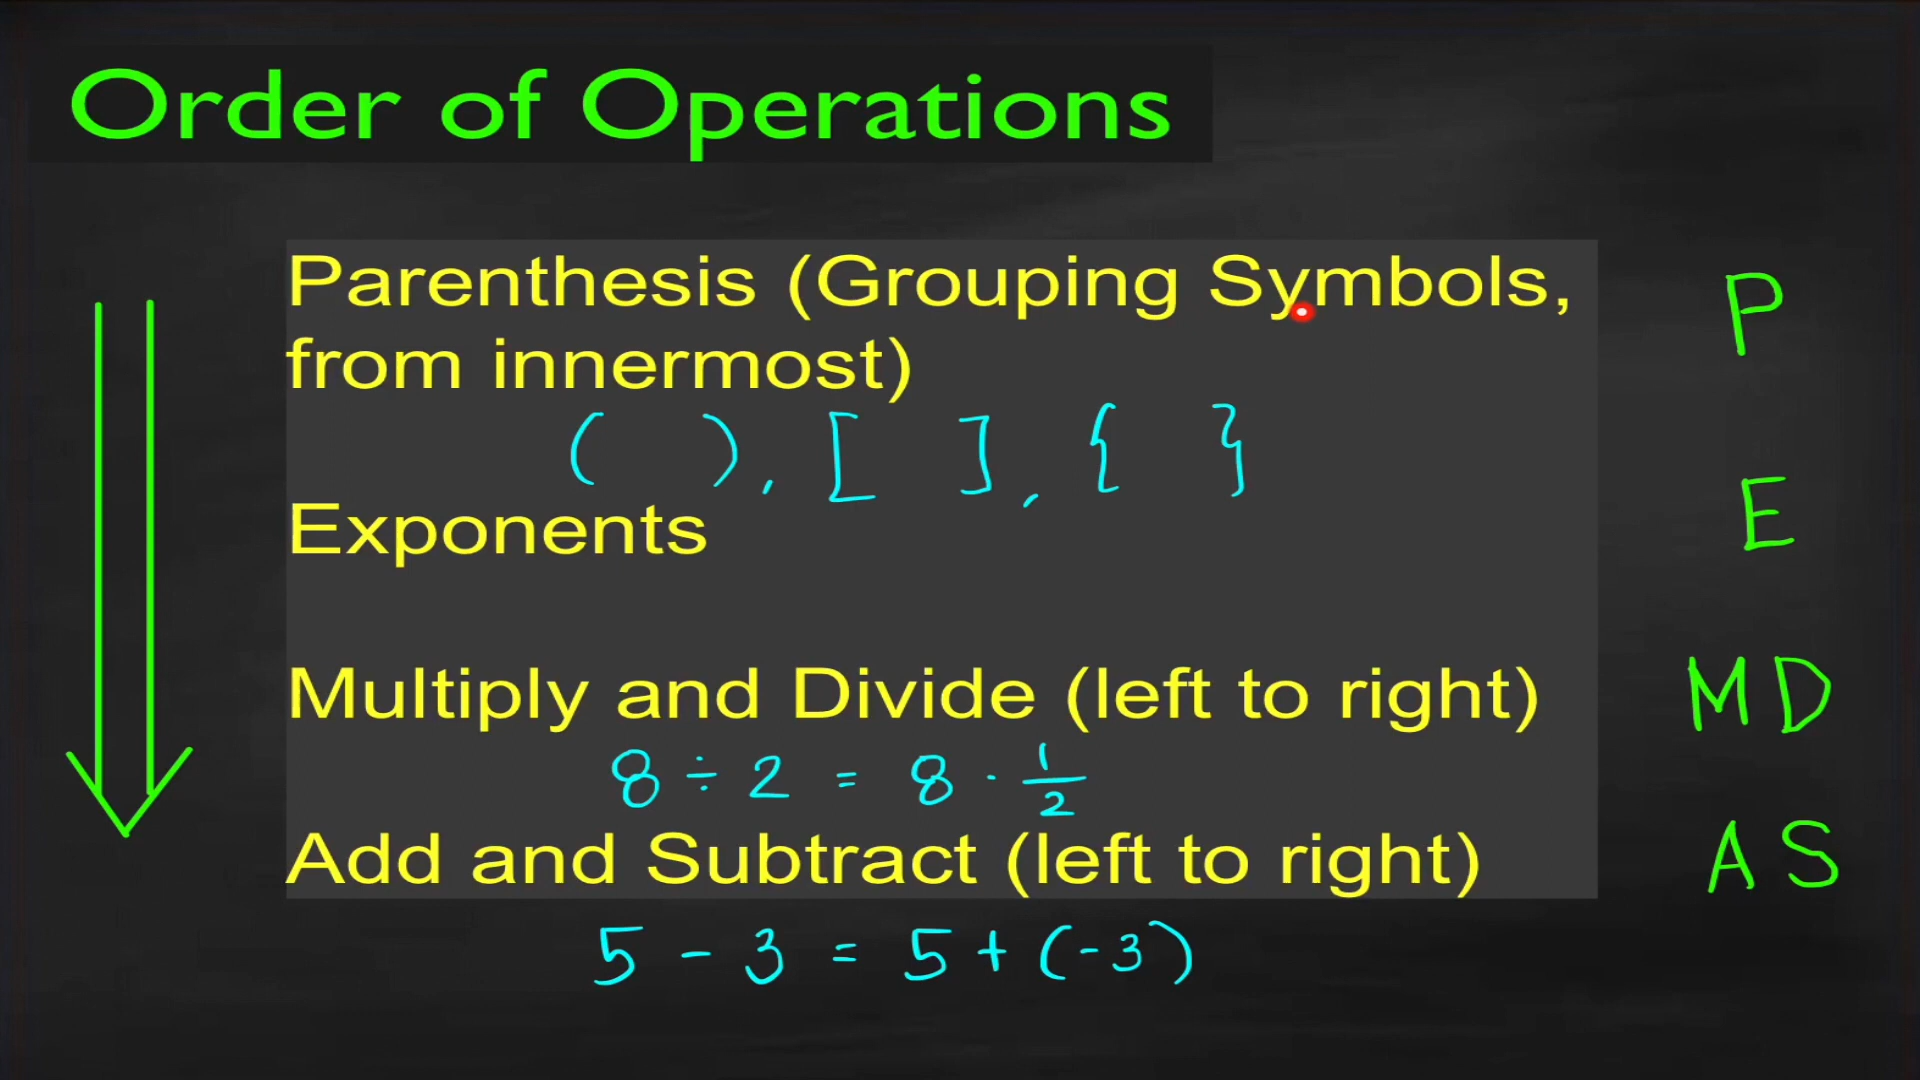 Order of Operations
Parenthesis (Grouping Symbols,
from innermost)
( ), [ ], { }
Exponents
Multiply and Divide (left to right)
8 ÷ 2 = 8 · 1/2
Add and Subtract (left to right)
5 - 3 = 5 + (-3)
P
E
M D
A S